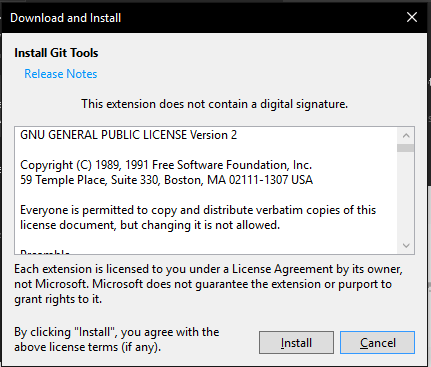 Download and Install
Install Git Tools
Release Notes
This extension does not contain a digital signature.
GNU GENERAL PUBLIC LICENSE Version 2
Copyright (C) 1989, 1991 Free Software Foundation, Inc.
59 Temple Place, Suite 330, Boston, MA 02111-1307 USA
Everyone is permitted to copy and distribute verbatim copies of this
license document, but changing it is not allowed.
Preamble
Each extension is licensed to you under a License Agreement by its owner,
not Microsoft. Microsoft does not guarantee the extension or purport to
grant rights to it.
By clicking "Install", you agree with the
above license terms (if any).
Install
Cancel